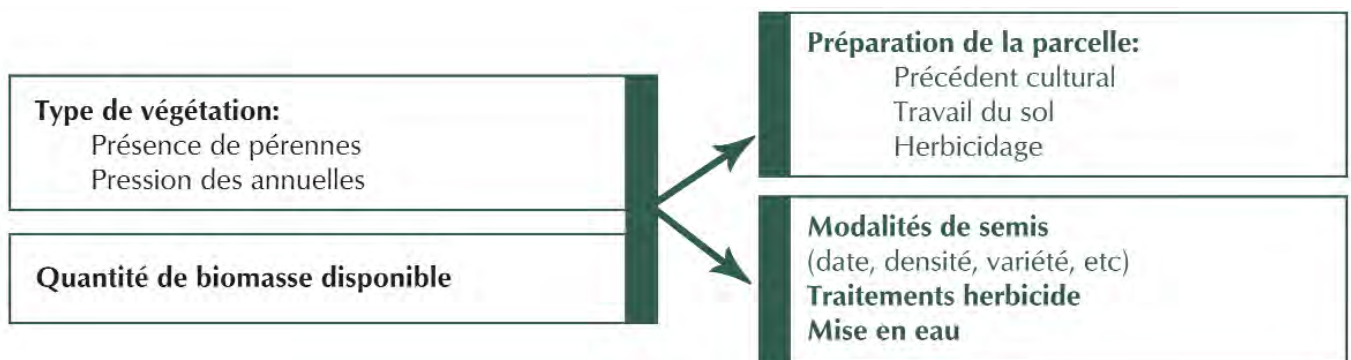 Type de végétation:
Présence de pérennes
Pression des annuelles
Quantité de biomasse disponible
Préparation de la parcelle:
Précédent cultural
Travail du sol
Herbicidage
Modalités de semis
(date, densité, variété, etc)
Traitements herbicide
Mise en eau